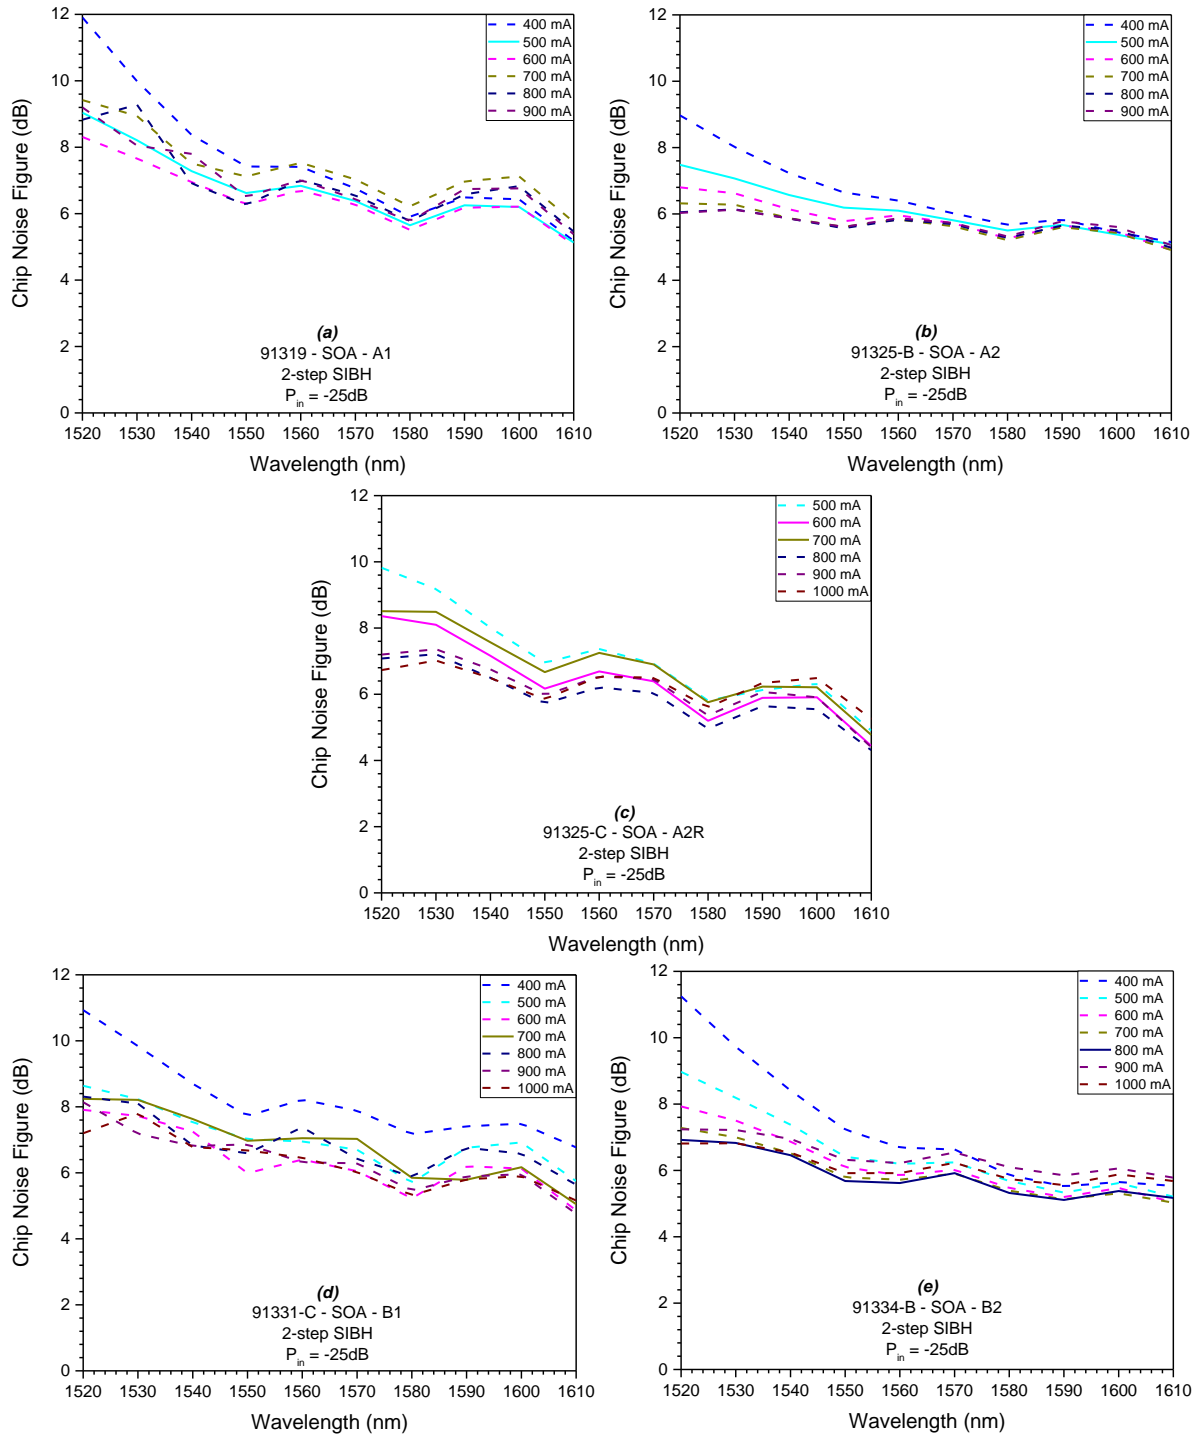 12
10
8
6
4
2
0
1520 1530 1540 1550 1560 1570 1580 1590 1600 1610
Chip Noise Figure (dB)
Wavelength (nm)
400 mA
500 mA
600 mA
700 mA
800 mA
900 mA
(a)
91319 - SOA - A1
2-step SIBH
Pin = -25dB
12
10
8
6
4
2
0
1520 1530 1540 1550 1560 1570 1580 1590 1600 1610
Chip Noise Figure (dB)
Wavelength (nm)
400 mA
500 mA
600 mA
700 mA
800 mA
900 mA
(b)
91325-B - SOA - A2
2-step SIBH
Pin = -25dB
12
10
8
6
4
2
0
1520 1530 1540 1550 1560 1570 1580 1590 1600 1610
Chip Noise Figure (dB)
Wavelength (nm)
500 mA
600 mA
700 mA
800 mA
900 mA
1000 mA
(c)
91325-C - SOA - A2R
2-step SIBH
Pin = -25dB
12
10
8
6
4
2
0
1520 1530 1540 1550 1560 1570 1580 1590 1600 1610
Chip Noise Figure (dB)
Wavelength (nm)
400 mA
500 mA
600 mA
700 mA
800 mA
900 mA
1000 mA
(d)
91331-C - SOA - B1
2-step SIBH
Pin = -25dB
12
10
8
6
4
2
0
1520 1530 1540 1550 1560 1570 1580 1590 1600 1610
Chip Noise Figure (dB)
Wavelength (nm)
400 mA
500 mA
600 mA
700 mA
800 mA
900 mA
1000 mA
(e)
91334-B - SOA - B2
2-step SIBH
Pin = -25dB